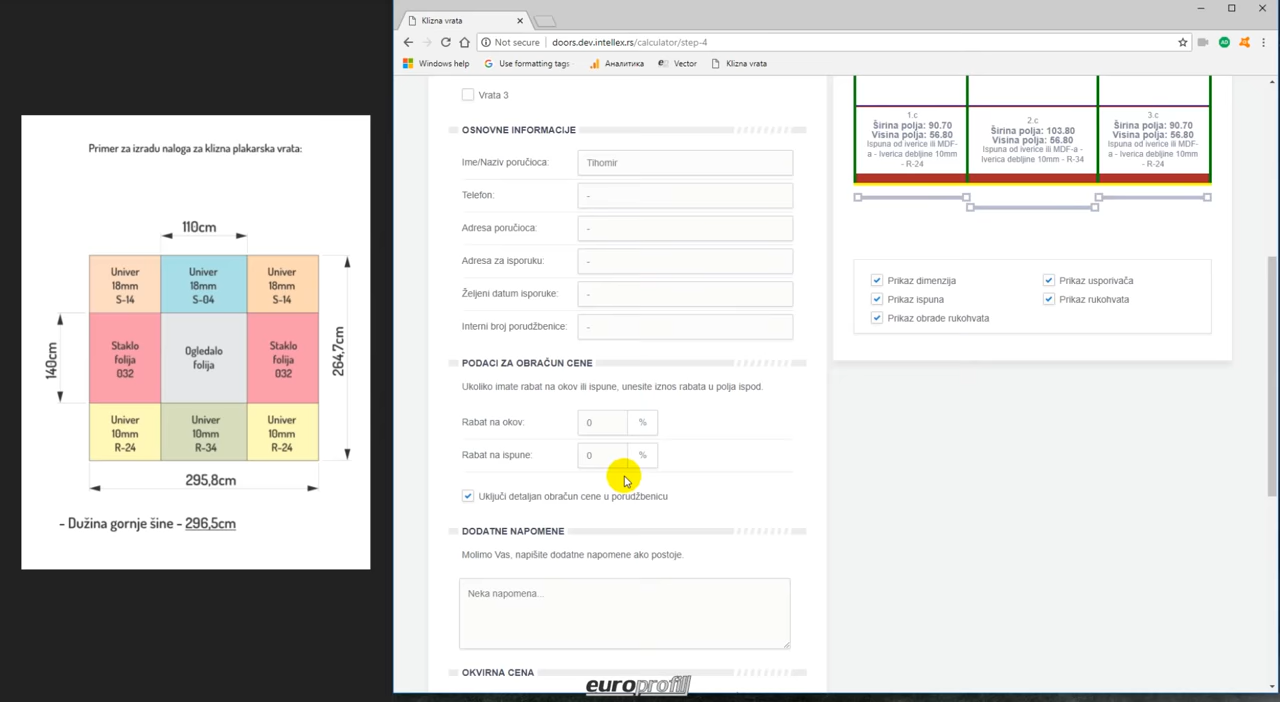 Primer za izradu naloga za klizna plakarska vrata:
110cm
Univer
18mm
S-14
Univer
18mm
S-04
Univer
18mm
S-14
140cm
Staklo
folija
032
Ogledalo
folija
Staklo
folija
032
264,7cm
Univer
10mm
R-24
Univer
10mm
R-34
Univer
10mm
R-24
295,8cm
- Dužina gornje šine - 296,5cm
Klizna vrata
Not secure
doors.dev.intellex.rs/calculator/step-4
Windows help
Use formatting tags
Аналитика
Vector
Klizna vrata
Vrata 3
OSNOVNE INFORMACIJE
Ime/Naziv poručioca:
Tihomir
Telefon:
-
Adresa poručioca:
-
Adresa za isporuku:
-
Željeni datum isporuke:
-
Interni broj porudžbenice:
-
PODACI ZA OBRAČUN CENE
Ukoliko imate rabat na okov ili ispune, unesite iznos rabata u polja ispod.
Rabat na okov:
0
%
Rabat na ispune:
0
%
Uključi detaljan obračun cene u porudžbenicu
DODATNE NAPOMENE
Molimo Vas, napišite dodatne napomene ako postoje.
Neka napomena...
OKVIRNA CENA
europrofill
1.c
Širina polja: 90.70
Visina polja: 56.80
Ispuna od iverice ili MDF-
a - Iverica debljine 10mm
- R-24
2.c
Širina polja: 103.80
Visina polja: 56.80
Ispuna od iverice ili MDF-a -
Iverica debljine 10mm - R-34
3.c
Širina polja: 90.70
Visina polja: 56.80
Ispuna od iverice ili MDF-
a - Iverica debljine 10mm
- R-24
Prikaz dimenzija
Prikaz usporivača
Prikaz ispuna
Prikaz rukohvata
Prikaz obrade rukohvata